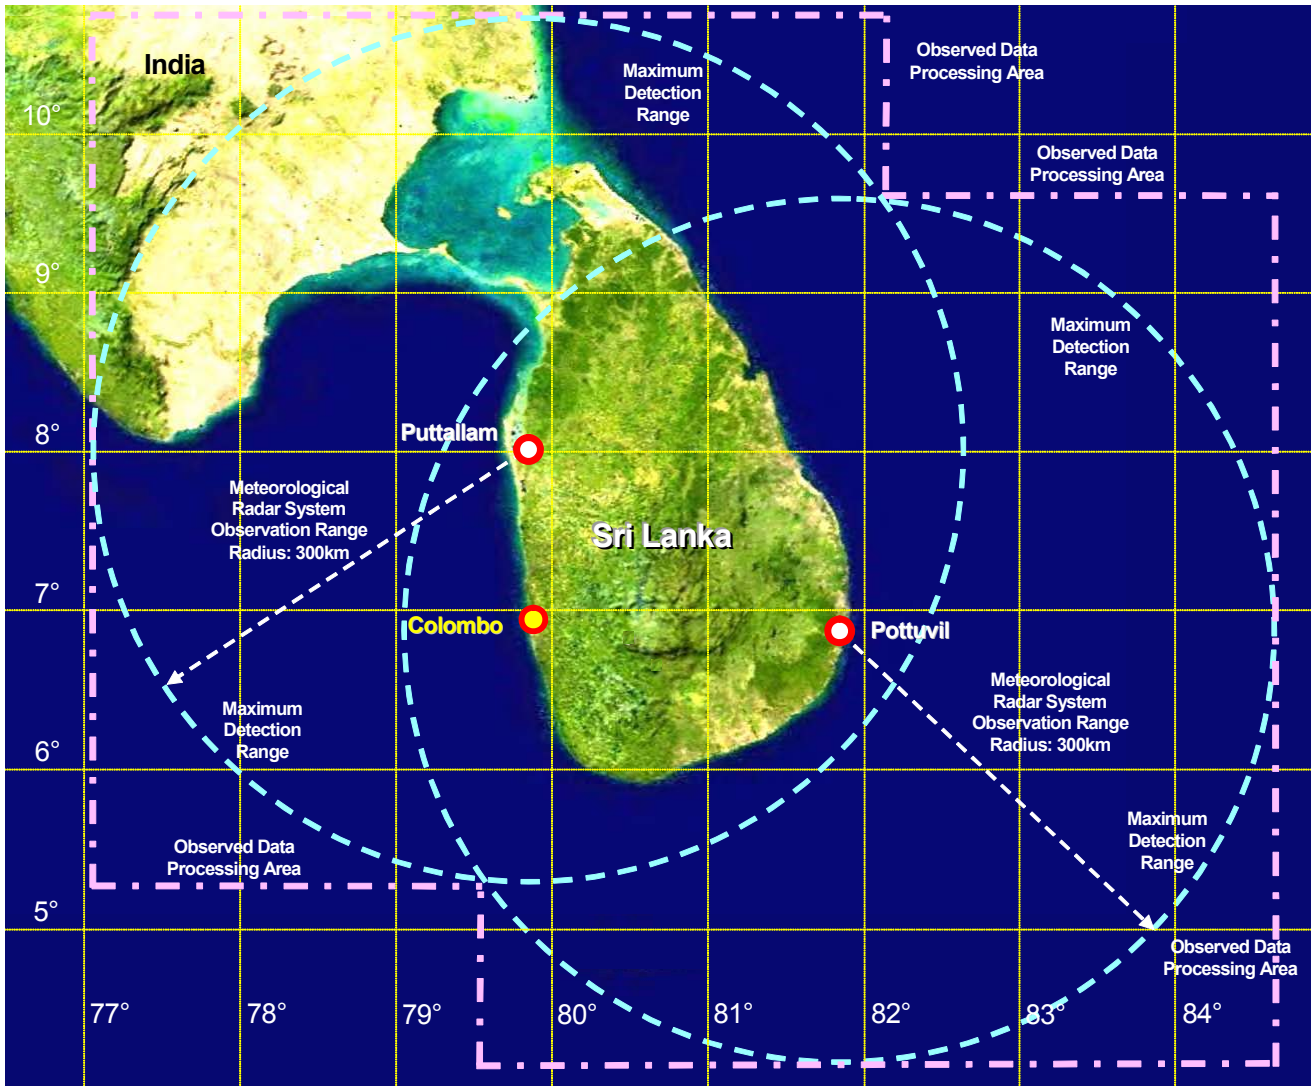 India
Observed Data
Processing Area
Maximum
Detection
Range
10°
Observed Data
Processing Area
9°
Maximum
Detection
Range
8°
Puttallam
Meteorological
Radar System
Observation Range
Radius: 300km
Sri Lanka
7°
Colombo
Pottuvil
Meteorological
Radar System
Observation Range
Radius: 300km
Maximum
Detection
Range
6°
Maximum
Detection
Range
Observed Data
Processing Area
5°
Observed Data
Processing Area
77°
78°
79°
80°
81°
82°
83°
84°